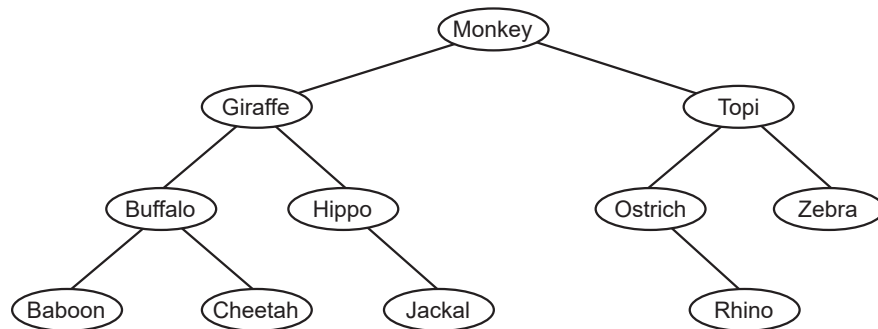 Monkey
Giraffe
Topi
Buffalo
Hippo
Ostrich
Zebra
Baboon
Cheetah
Jackal
Rhino